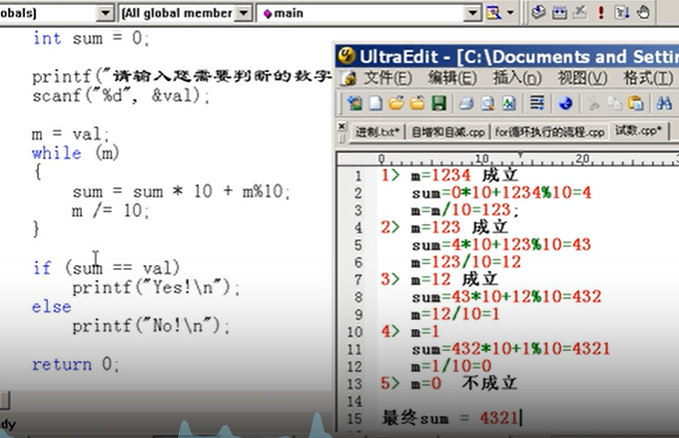 obals)
[All global member
main
int sum = 0;
printf("请输入您需要判断的数字
scanf("%d", &val);
m = val;
while (m)
{
sum = sum * 10 + m%10;
m /= 10;
}
if (sum == val)
printf("Yes!\n");
else
printf("No!\n");
return 0;
dy
UltraEdit - [C:\Documents and Settin
文件(F) 编辑(E) 插入(n) 视图(V) 格式(T)
进制.txt* 自增和自减.cpp for循环执行的流程.cpp 试数.cpp*
0 10 20 3
1 1> m=1234 成立
2 sum=0*10+1234%10=4
3 m=m/10=123;
4 2> m=123 成立
5 sum=4*10+123%10=43
6 m=123/10=12
7 3> m=12 成立
8 sum=43*10+12%10=432
9 m=12/10=1
10 4> m=1
11 sum=432*10+1%10=4321
12 m=1/10=0
13 5> m=0 不成立
14
15 最终sum = 4321